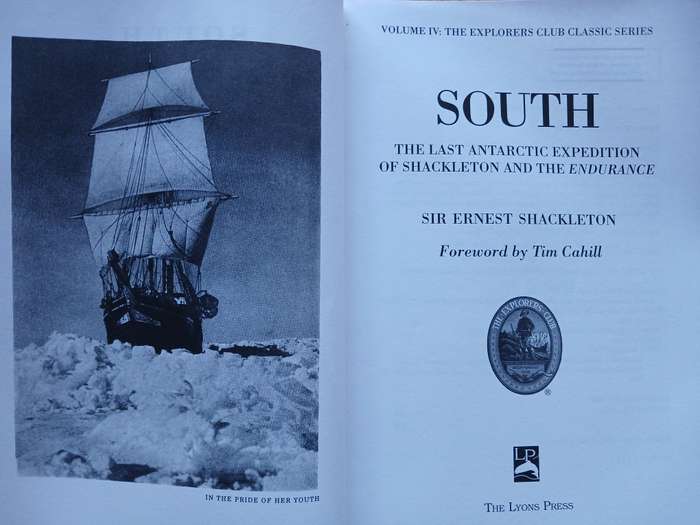 IN THE PRIDE OF HER YOUTH
VOLUME IV: THE EXPLORERS CLUB CLASSIC SERIES
SOUTH
THE LAST ANTARCTIC EXPEDITION
OF SHACKLETON AND THE ENDURANCE
SIR ERNEST SHACKLETON
Foreword by Tim Cahill
THE EXPLORERS CLUB
®
LP
THE LYONS PRESS